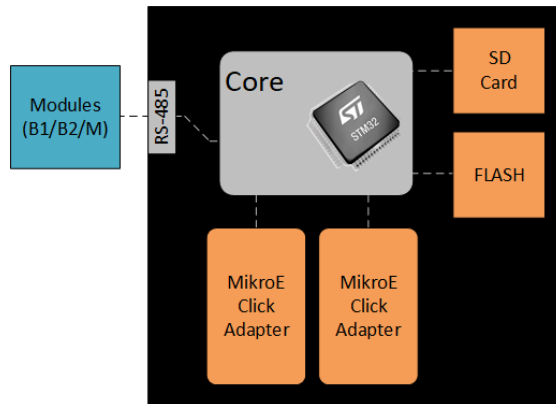 Modules
(B1/B2/M)
RS-485
Core
ST
STM32
SD
Card
FLASH
MikroE
Click
Adapter
MikroE
Click
Adapter